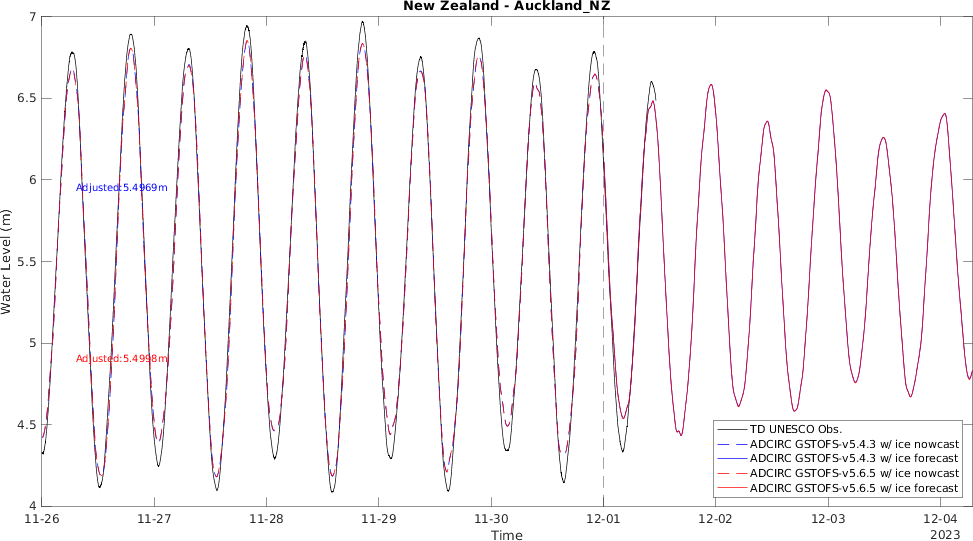 New Zealand - Auckland_NZ
7
6.5
6
5.5
5
4.5
4
Water Level (m)
Adjusted:5.4969m
Adjusted:5.4998m
TD UNESCO Obs.
ADCIRC GSTOFS-v5.4.3 w/ ice nowcast
ADCIRC GSTOFS-v5.4.3 w/ ice forecast
ADCIRC GSTOFS-v5.6.5 w/ ice nowcast
ADCIRC GSTOFS-v5.6.5 w/ ice forecast
11-26 11-27 11-28 11-29 11-30 12-01 12-02 12-03 12-04
Time
2023